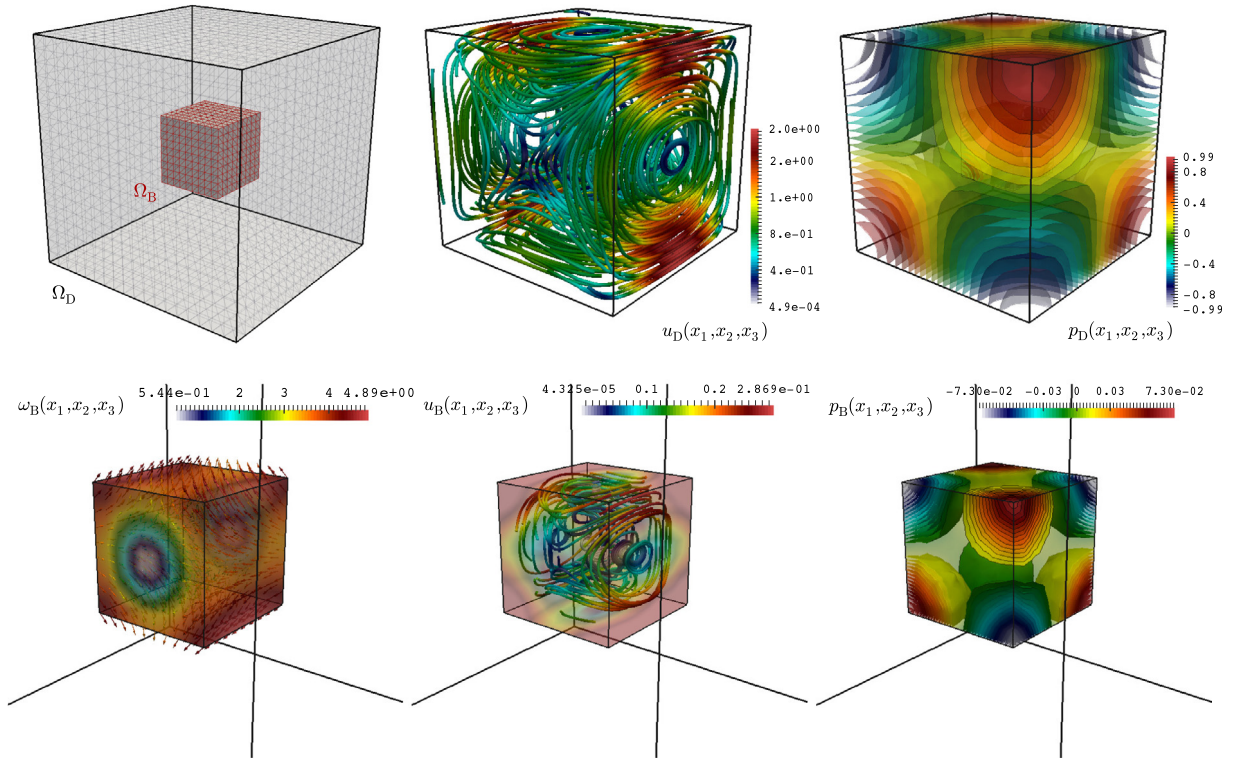 Ω_B
Ω_D
2.0e+00
2.e+00
1.e+00
8.e-01
4.e-01
4.9e-04
u_D(x_1,x_2,x_3)
0.99
0.8
0.4
0
-0.4
-0.8
-0.99
p_D(x_1,x_2,x_3)
5.44e-01 2 3 4 4.89e+00
ω_B(x_1,x_2,x_3)
4.325e-05 0.1 0.2 2.869e-01
u_B(x_1,x_2,x_3)
-7.30e-02 -0.03 0.03 7.30e-02
p_B(x_1,x_2,x_3)